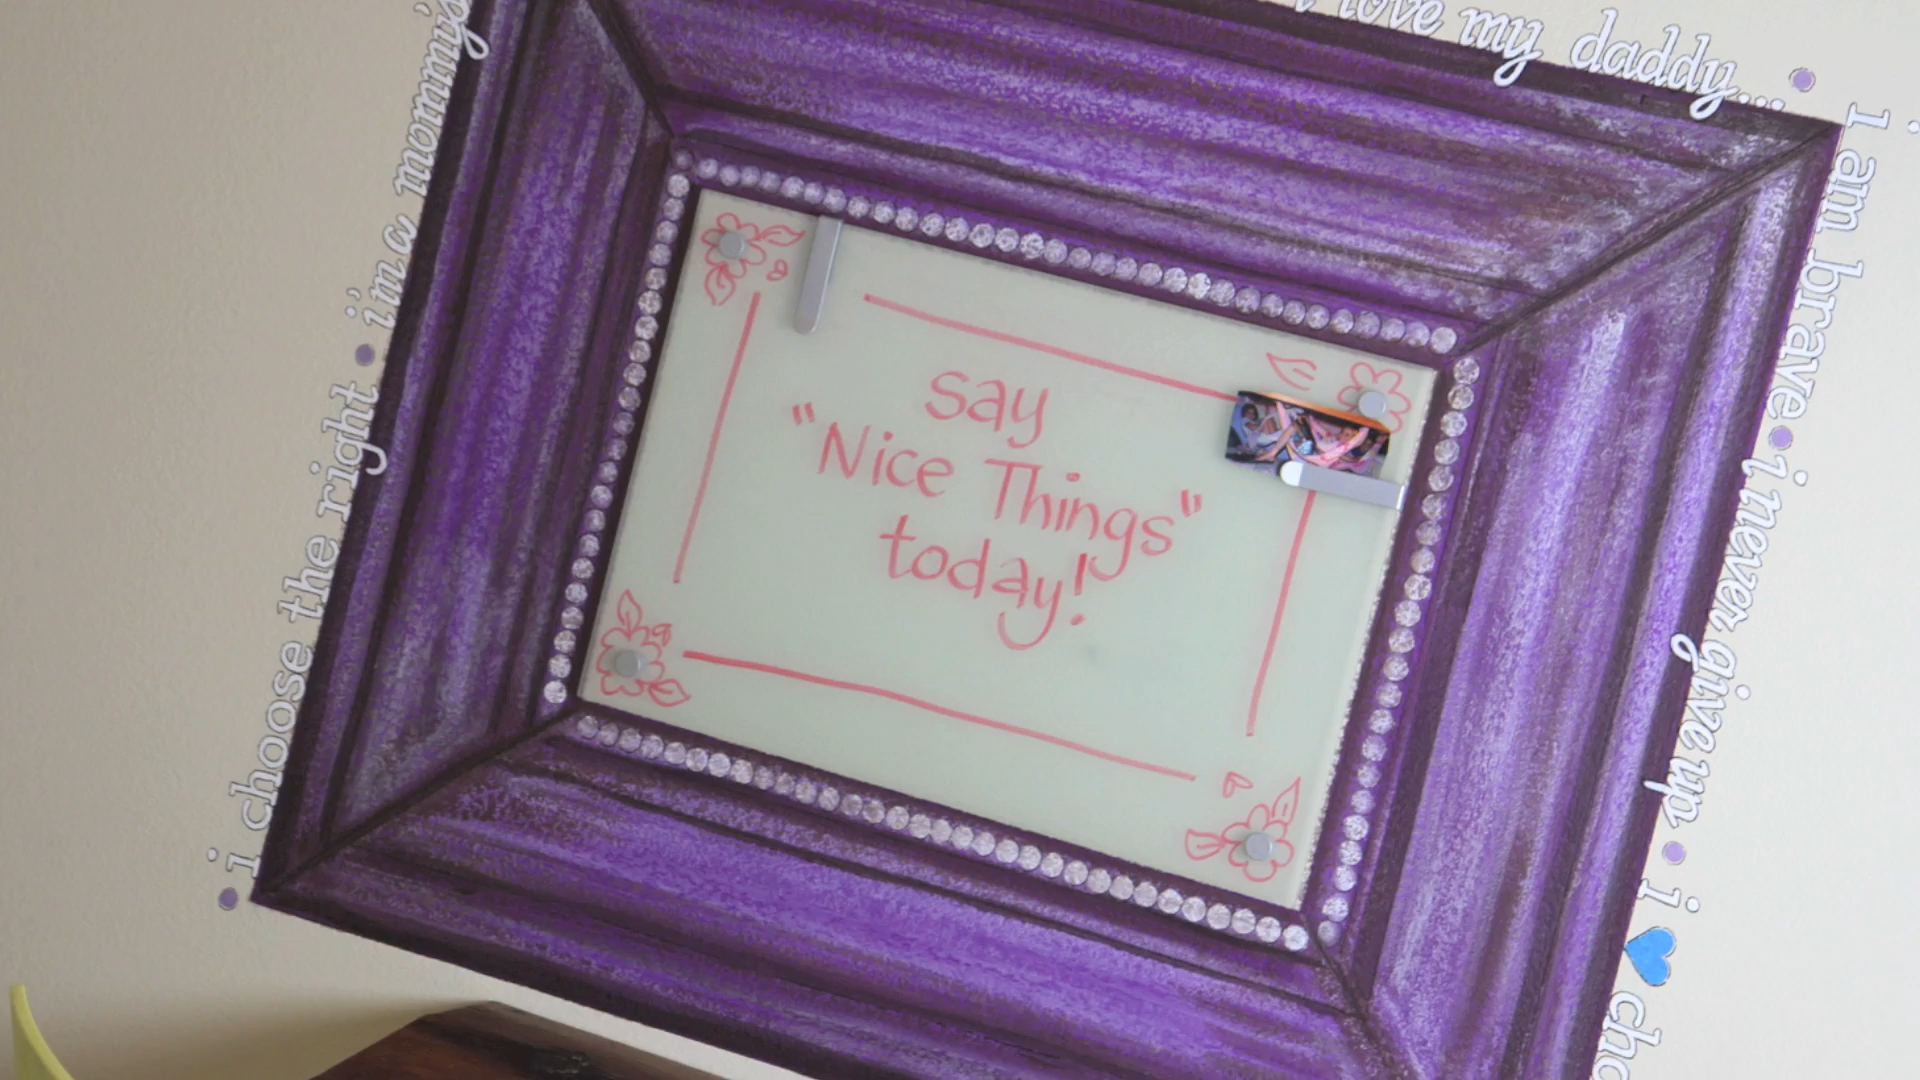 i love my daddy...
say
"Nice Things"
today!
i choose the right • i'm a mommy's
i am brave • i never give up • i